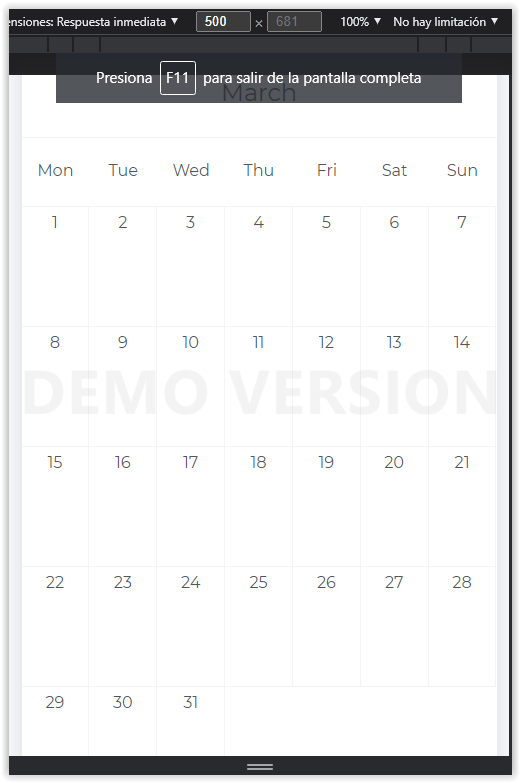 ensiones: Respuesta inmediata ▼ 500 × 681 100% ▼ No hay limitación ▼
Presiona F11 para salir de la pantalla completa
March
Mon Tue Wed Thu Fri Sat Sun
1 2 3 4 5 6 7
8 9 10 11 12 13 14
DEMO VERSION
15 16 17 18 19 20 21
22 23 24 25 26 27 28
29 30 31